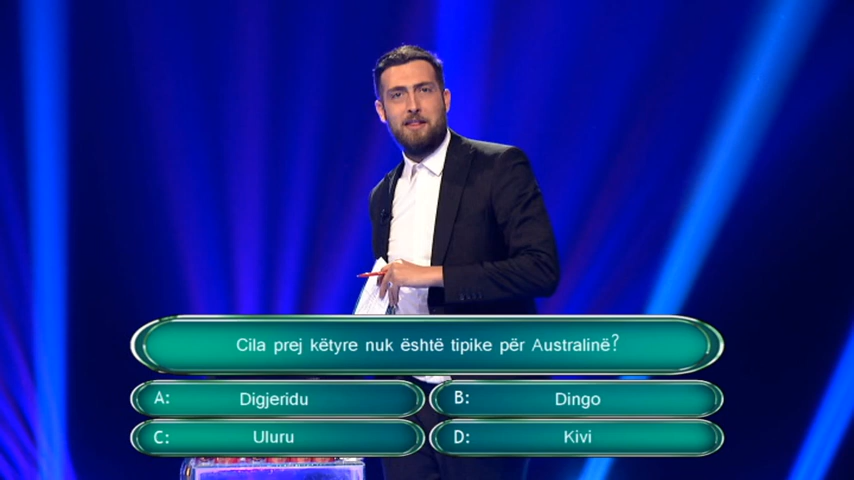 Cila prej këtyre nuk është tipike për Australinë?
A: Digjeridu
B: Dingo
C: Uluru
D: Kivi